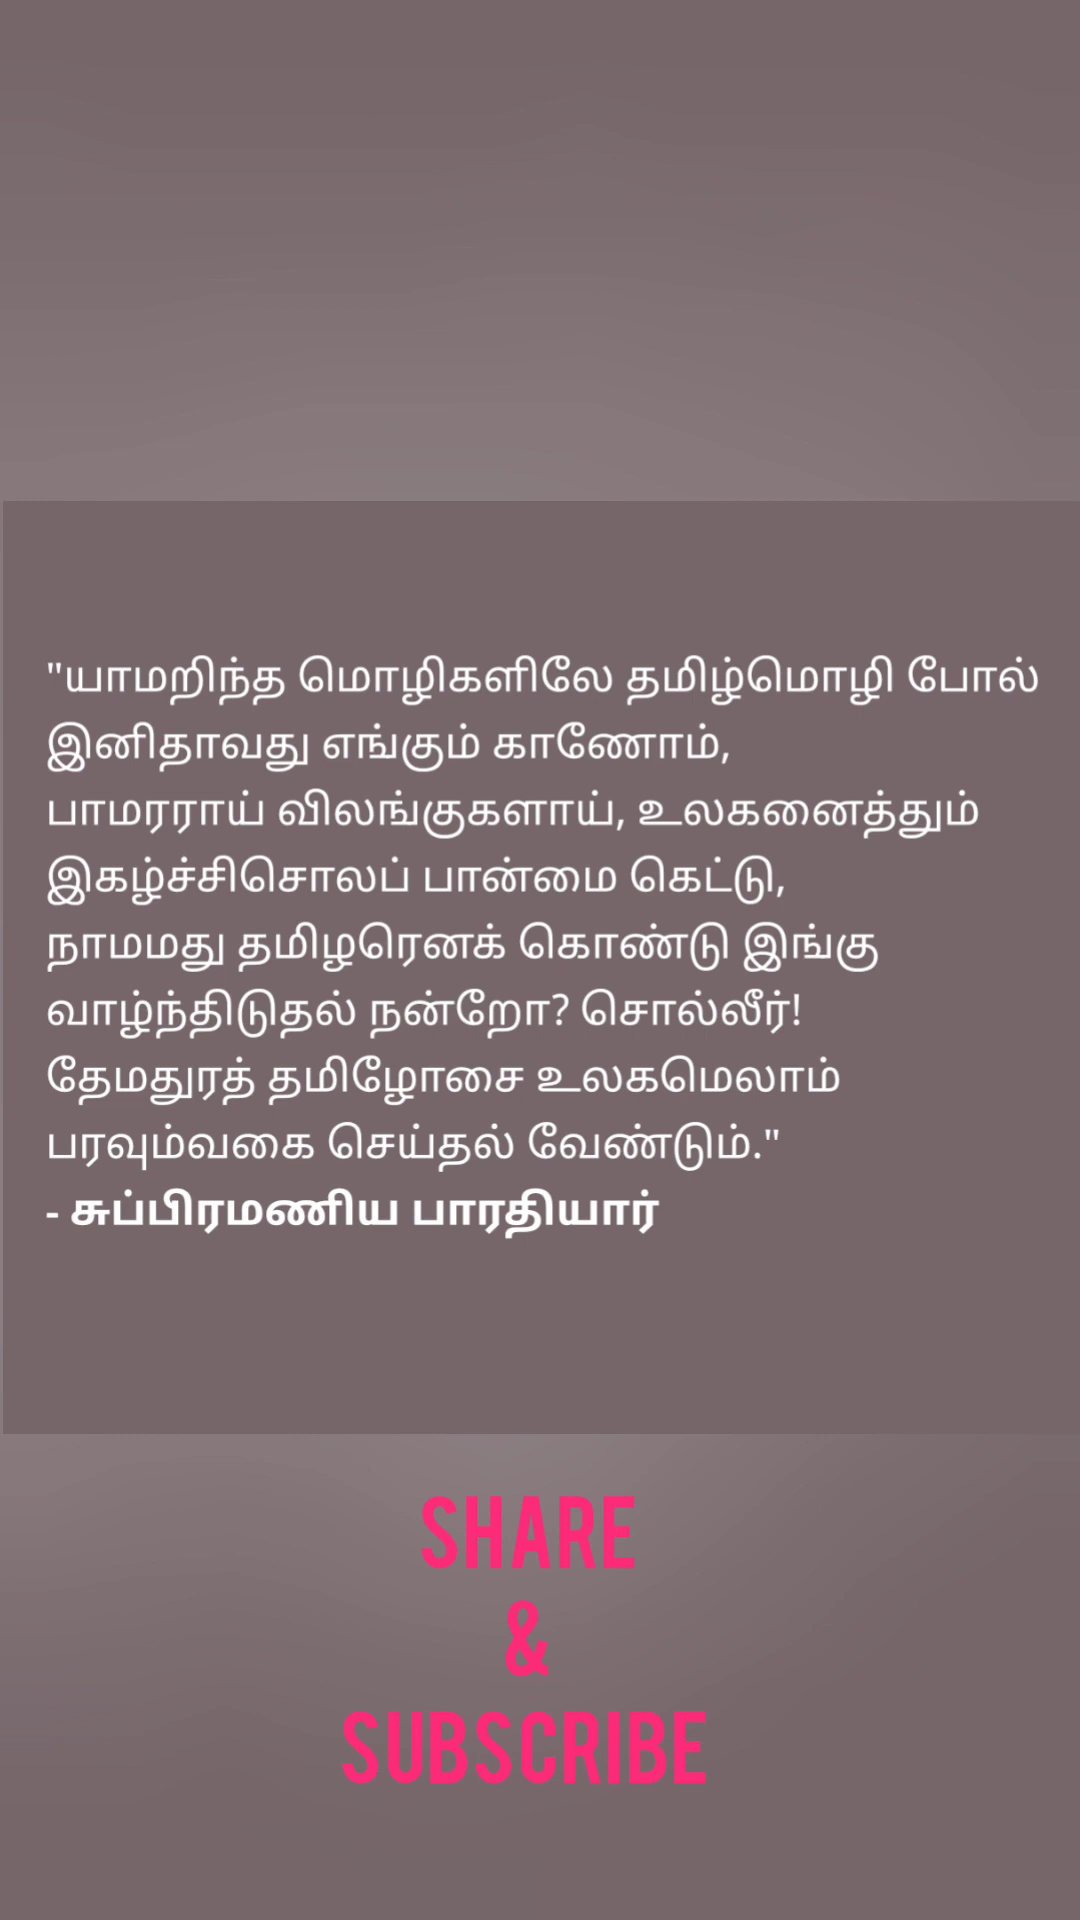 "யாமறிந்த மொழிகளிலே தமிழ்மொழி போல்
இனிதாவது எங்கும் காணோம்,
பாமரராய் விலங்குகளாய், உலகனைத்தும்
இகழ்ச்சிசொலப் பான்மை கெட்டு,
நாமமது தமிழரெனக் கொண்டு இங்கு
வாழ்ந்திடுதல் நன்றோ? சொல்லீர்!
தேமதுரத் தமிழோசை உலகமெலாம்
பரவும்வகை செய்தல் வேண்டும்."
- சுப்பிரமணிய பாரதியார்
SHARE
&
SUBSCRIBE